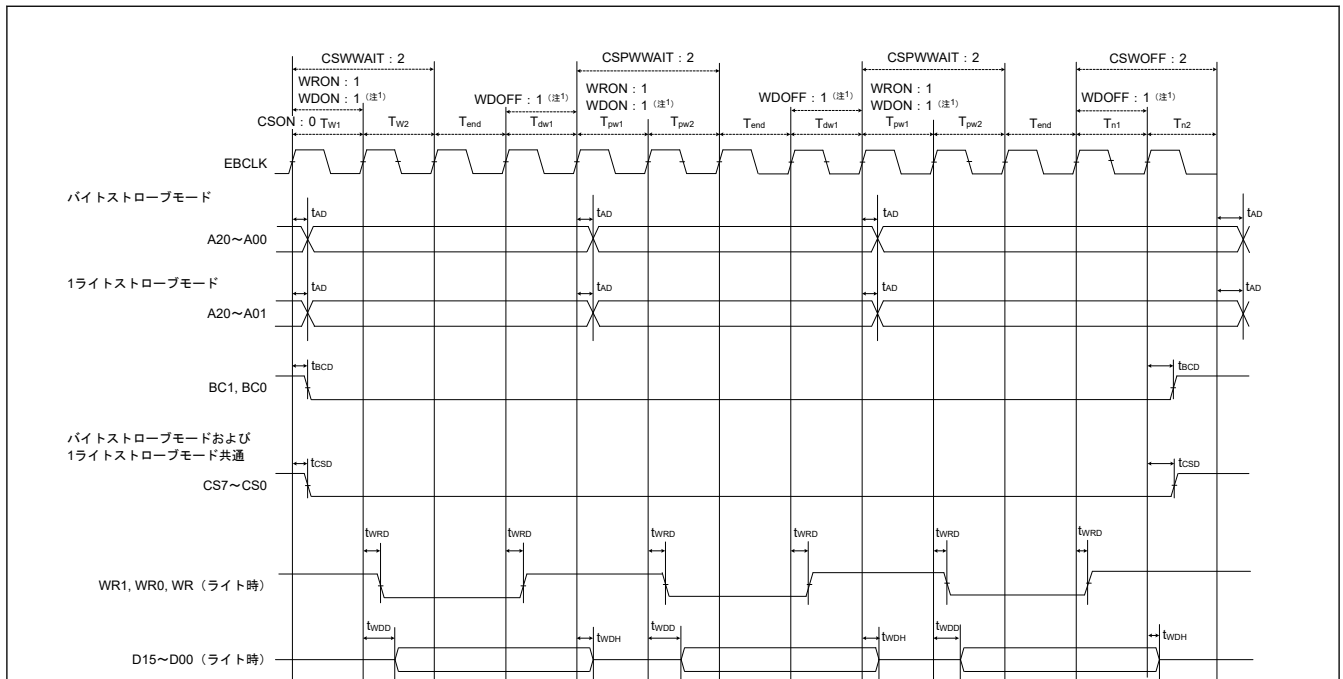 CSWWAIT：2 CSPWWAIT：2 CSPWWAIT：2 CSWOFF：2
WRON：1 WRON：1 WRON：1
WDON：1（注1） WDOFF：1（注1） WDON：1（注1） WDOFF：1（注1） WDON：1（注1） WDOFF：1（注1）
CSON：0 TW1 TW2 Tend Tdw1 Tpw1 Tpw2 Tend Tdw1 Tpw1 Tpw2 Tend Tn1 Tn2
EBCLK
バイトストローブモード
tAD tAD tAD tAD
A20～A00
1ライトストローブモード
tAD tAD tAD tAD
A20～A01
tBCD tBCD
BC1, BC0
バイトストローブモードおよび
1ライトストローブモード共通
tCSD tCSD
CS7～CS0
tWRD tWRD tWRD tWRD tWRD tWRD
WR1, WR0, WR（ライト時）
tWDD tWDH tWDD tWDH tWDD tWDH
D15～D00（ライト時）